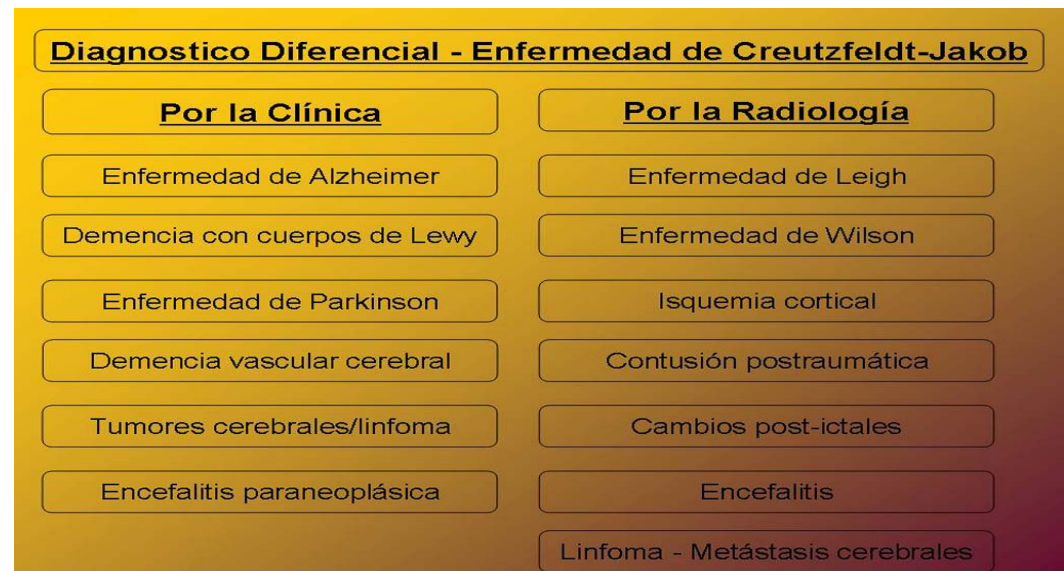 Diagnostico Diferencial - Enfermedad de Creutzfeldt-Jakob
Por la Clínica
Enfermedad de Alzheimer
Demencia con cuerpos de Lewy
Enfermedad de Parkinson
Demencia vascular cerebral
Tumores cerebrales/linfoma
Encefalitis paraneoplásica
Por la Radiología
Enfermedad de Leigh
Enfermedad de Wilson
Isquemia cortical
Contusión postraumática
Cambios post-ictales
Encefalitis
Linfoma - Metástasis cerebrales